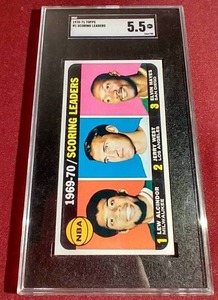 1970-71 TOPPS
#1 SCORING LEADERS
5.5
1969-70/SCORING LEADERS
NBA
1 LEW ALCINDOR
MILWAUKEE
2 JERRY WEST
LOS ANGELES
3 ELVIN HAYES
SAN DIEGO